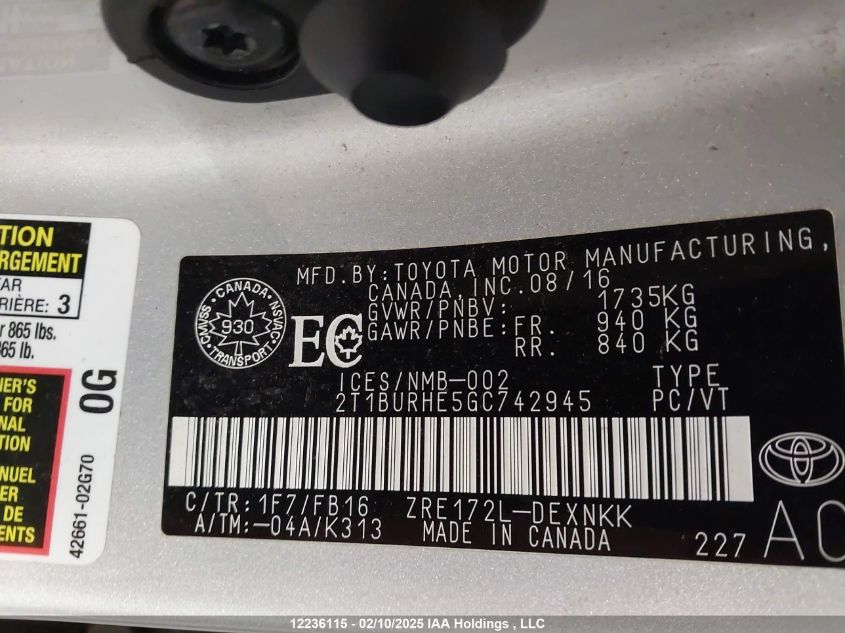 TION
RGEMENT
AR
RIÈRE: 3
r 865 lbs.
365 lb.
NER'S
FOR
NAL
TION
NUEL
ER
DE
ENTS
0G
42661-02G70
MFD.BY:TOYOTA MOTOR MANUFACTURING,
CANADA,INC.08/16
GVWR/PNBV: 1735KG
GAWR/PNBE:FR. 940 KG
RR. 840 KG
CANADA
CMVSS 930 NSVAC
TRANSPORT
EC
ICES/NMB-002 TYPE
2T1BURHE5GC742945 PC/VT
C/TR:1F7/FB16 ZRE172L-DEXNKK
A/TM:-04A/K313 MADE IN CANADA 227 AC
12236115 - 02/10/2025 IAA Holdings , LLC